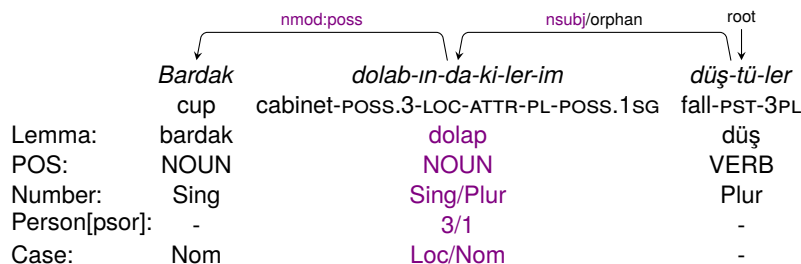 nmod:poss nsubj/orphan root
Bardak dolab-ın-da-ki-ler-im düş-tü-ler
cup cabinet-POSS.3-LOC-ATTR-PL-POSS.1SG fall-PST-3PL
Lemma: bardak dolap düş
POS: NOUN NOUN VERB
Number: Sing Sing/Plur Plur
Person[psor]: - 3/1 -
Case: Nom Loc/Nom -